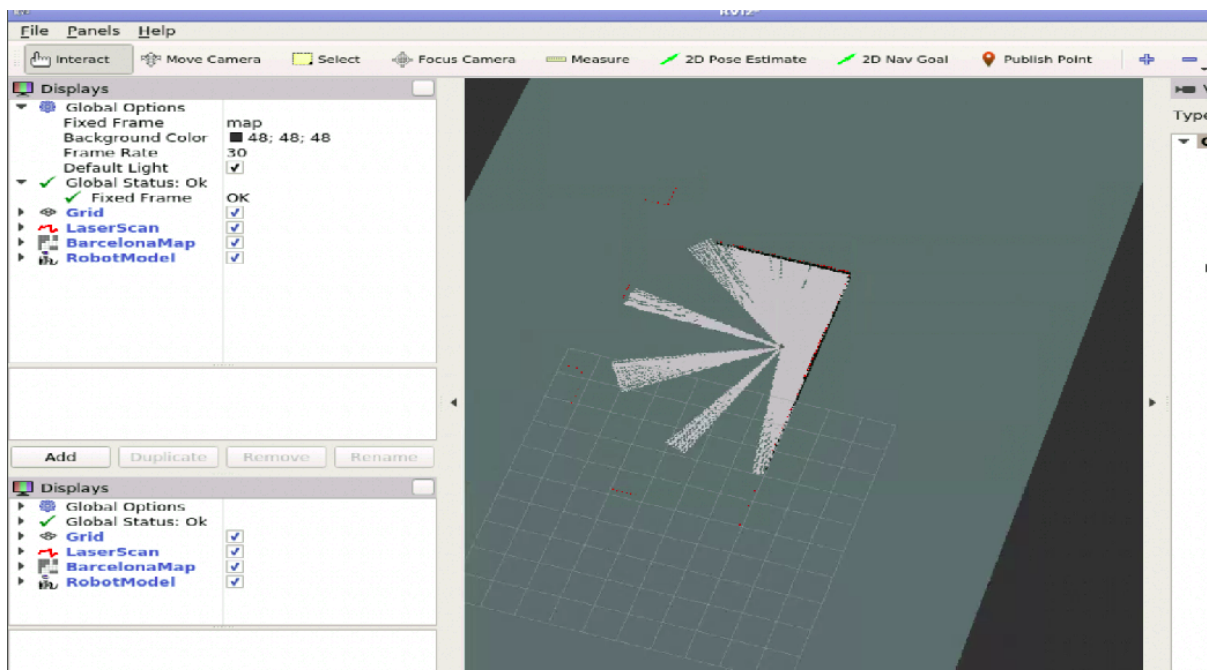 RViz*
File Panels Help
Interact Move Camera Select Focus Camera Measure 2D Pose Estimate 2D Nav Goal Publish Point
Displays
Global Options
Fixed Frame map
Background Color 48; 48; 48
Frame Rate 30
Default Light
Global Status: Ok
Fixed Frame OK
Grid
LaserScan
BarcelonaMap
RobotModel
Add Duplicate Remove Rename
Displays
Global Options
Global Status: Ok
Grid
LaserScan
BarcelonaMap
RobotModel
Type